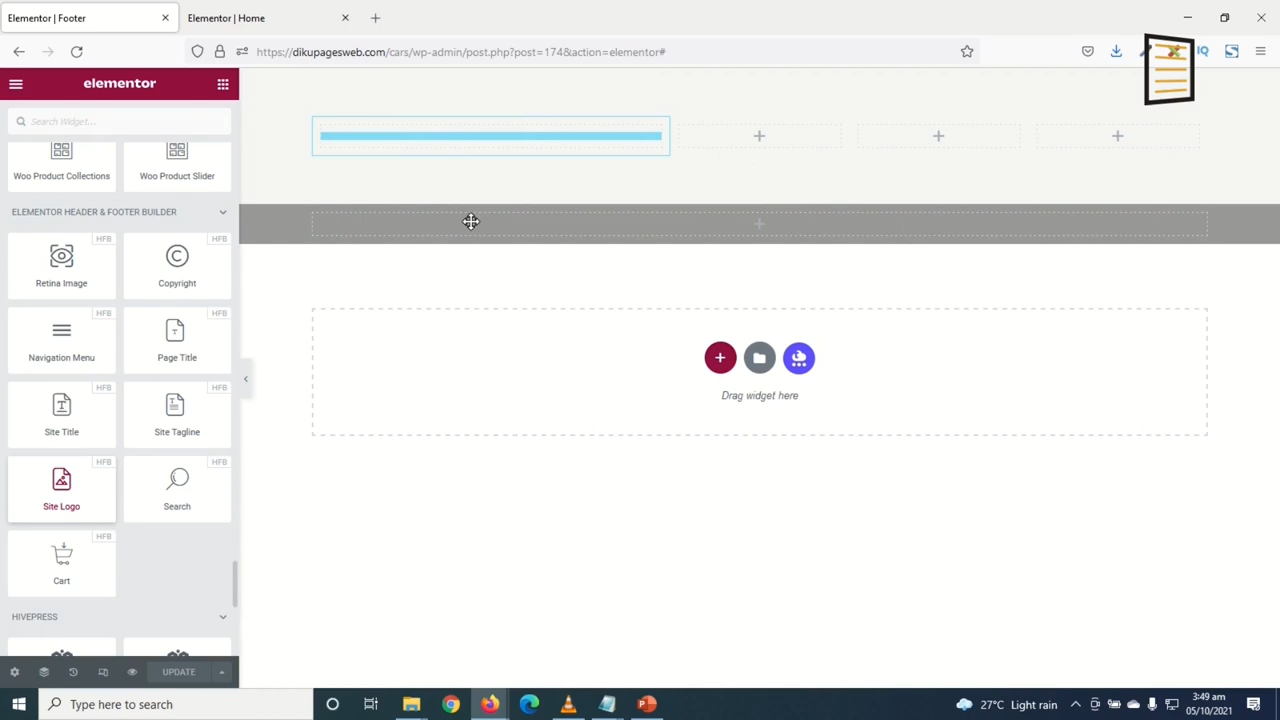 Elementor | Footer
Elementor | Home
https://dikupagesweb.com/cars/wp-admin/post.php?post=174&action=elementor#
IQ
elementor
Search Widget...
Woo Product Collections
Woo Product Slider
ELEMENTOR HEADER & FOOTER BUILDER
HFB
HFB
Retina Image
Copyright
HFB
HFB
Navigation Menu
Page Title
HFB
HFB
Site Title
Site Tagline
HFB
HFB
Site Logo
Search
HFB
Cart
HIVEPRESS
UPDATE
Drag widget here
Type here to search
27°C Light rain
3:49 am
05/10/2021